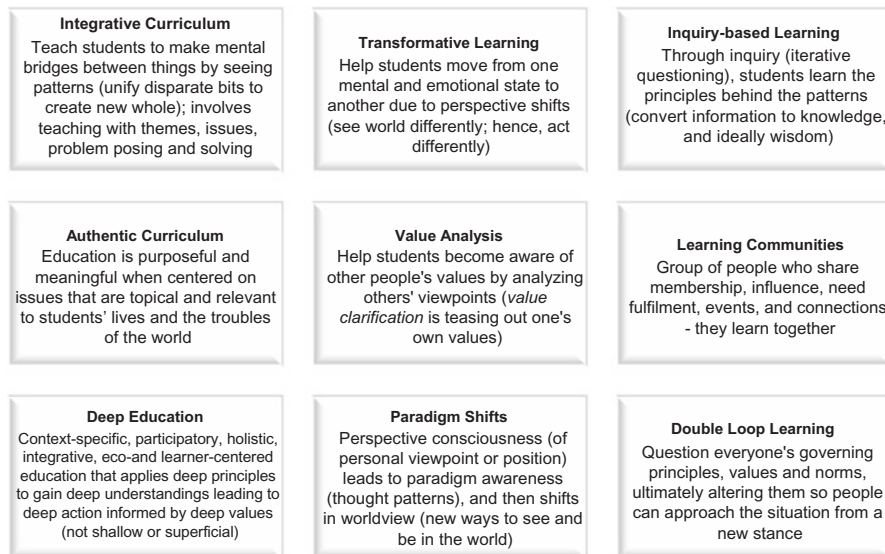 Integrative Curriculum
Teach students to make mental
bridges between things by seeing
patterns (unify disparate bits to
create new whole); involves
teaching with themes, issues,
problem posing and solving
Transformative Learning
Help students move from one
mental and emotional state to
another due to perspective shifts
(see world differently; hence, act
differently)
Inquiry-based Learning
Through inquiry (iterative
questioning), students learn the
principles behind the patterns
(convert information to knowledge,
and ideally wisdom)
Authentic Curriculum
Education is purposeful and
meaningful when centered on
issues that are topical and relevant
to students' lives and the troubles
of the world
Value Analysis
Help students become aware of
other people's values by analyzing
others' viewpoints (value
clarification is teasing out one's
own values)
Learning Communities
Group of people who share
membership, influence, need
fulfilment, events, and connections
- they learn together
Deep Education
Context-specific, participatory, holistic,
integrative, eco-and learner-centered
education that applies deep principles
to gain deep understandings leading to
deep action informed by deep values
(not shallow or superficial)
Paradigm Shifts
Perspective consciousness (of
personal viewpoint or position)
leads to paradigm awareness
(thought patterns), and then shifts
in worldview (new ways to see and
be in the world)
Double Loop Learning
Question everyone's governing
principles, values and norms,
ultimately altering them so people
can approach the situation from a
new stance